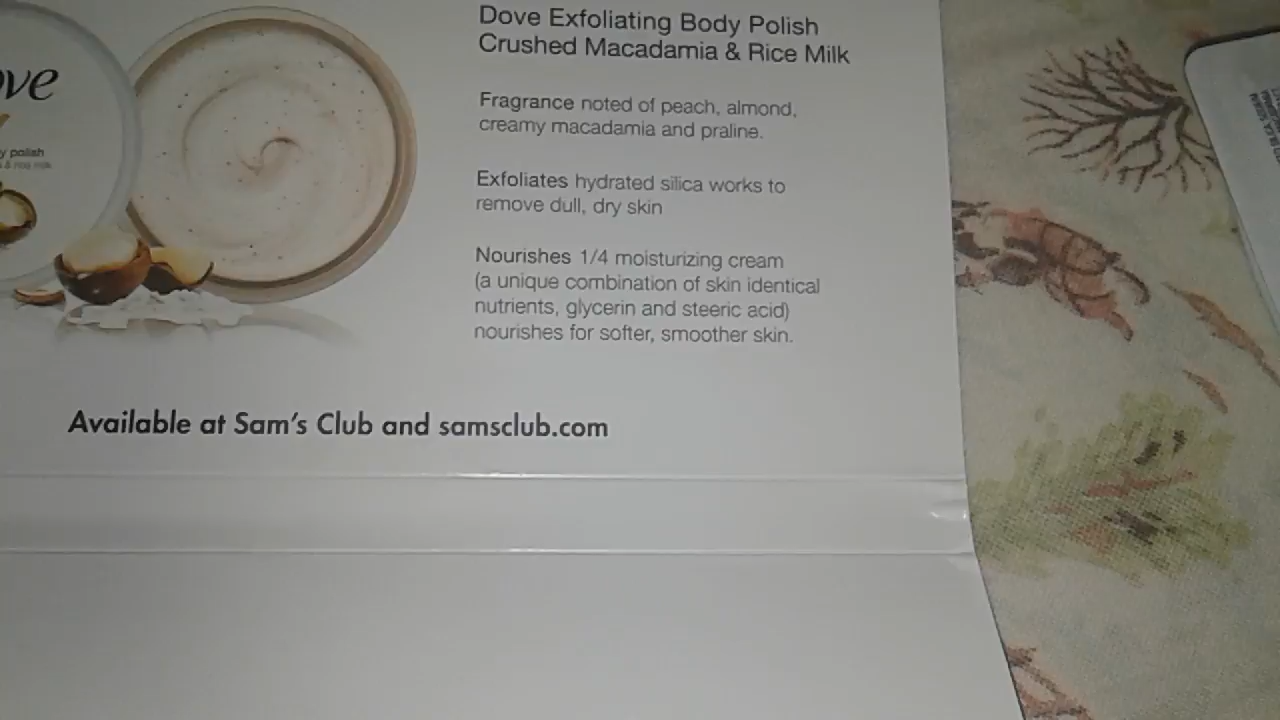 Dove Exfoliating Body Polish
Crushed Macadamia & Rice Milk
Fragrance noted of peach, almond,
creamy macadamia and praline.
Exfoliates hydrated silica works to
remove dull, dry skin
Nourishes 1/4 moisturizing cream
(a unique combination of skin identical
nutrients, glycerin and steeric acid)
nourishes for softer, smoother skin.
ove
y polish
& rice milk
Available at Sam's Club and samsclub.com